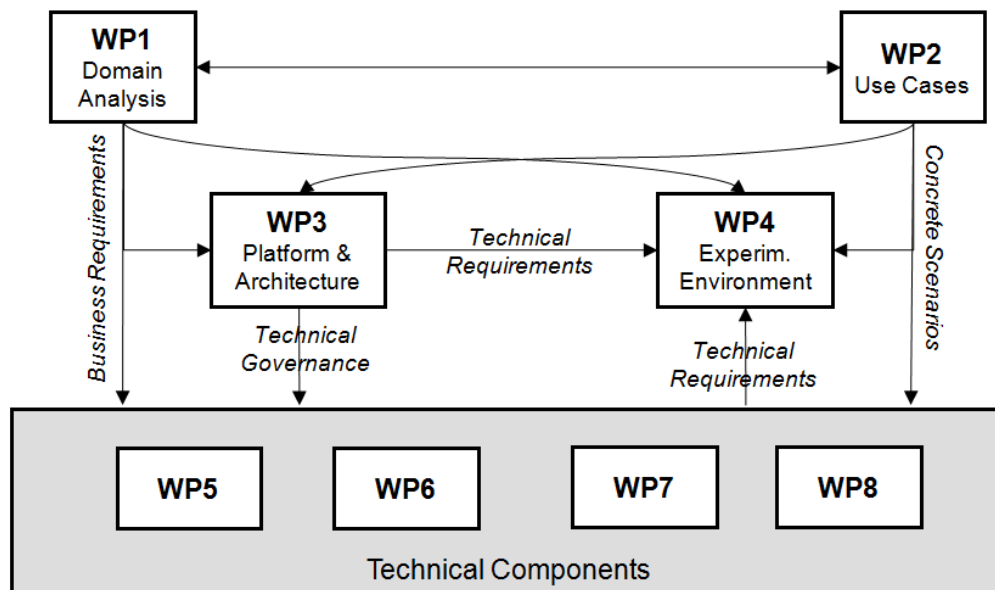 WP1
Domain
Analysis
WP2
Use Cases
Business Requirements
Concrete Scenarios
WP3
Platform &
Architecture
Technical
Requirements
WP4
Experim.
Environment
Technical
Governance
Technical
Requirements
WP5
WP6
WP7
WP8
Technical Components